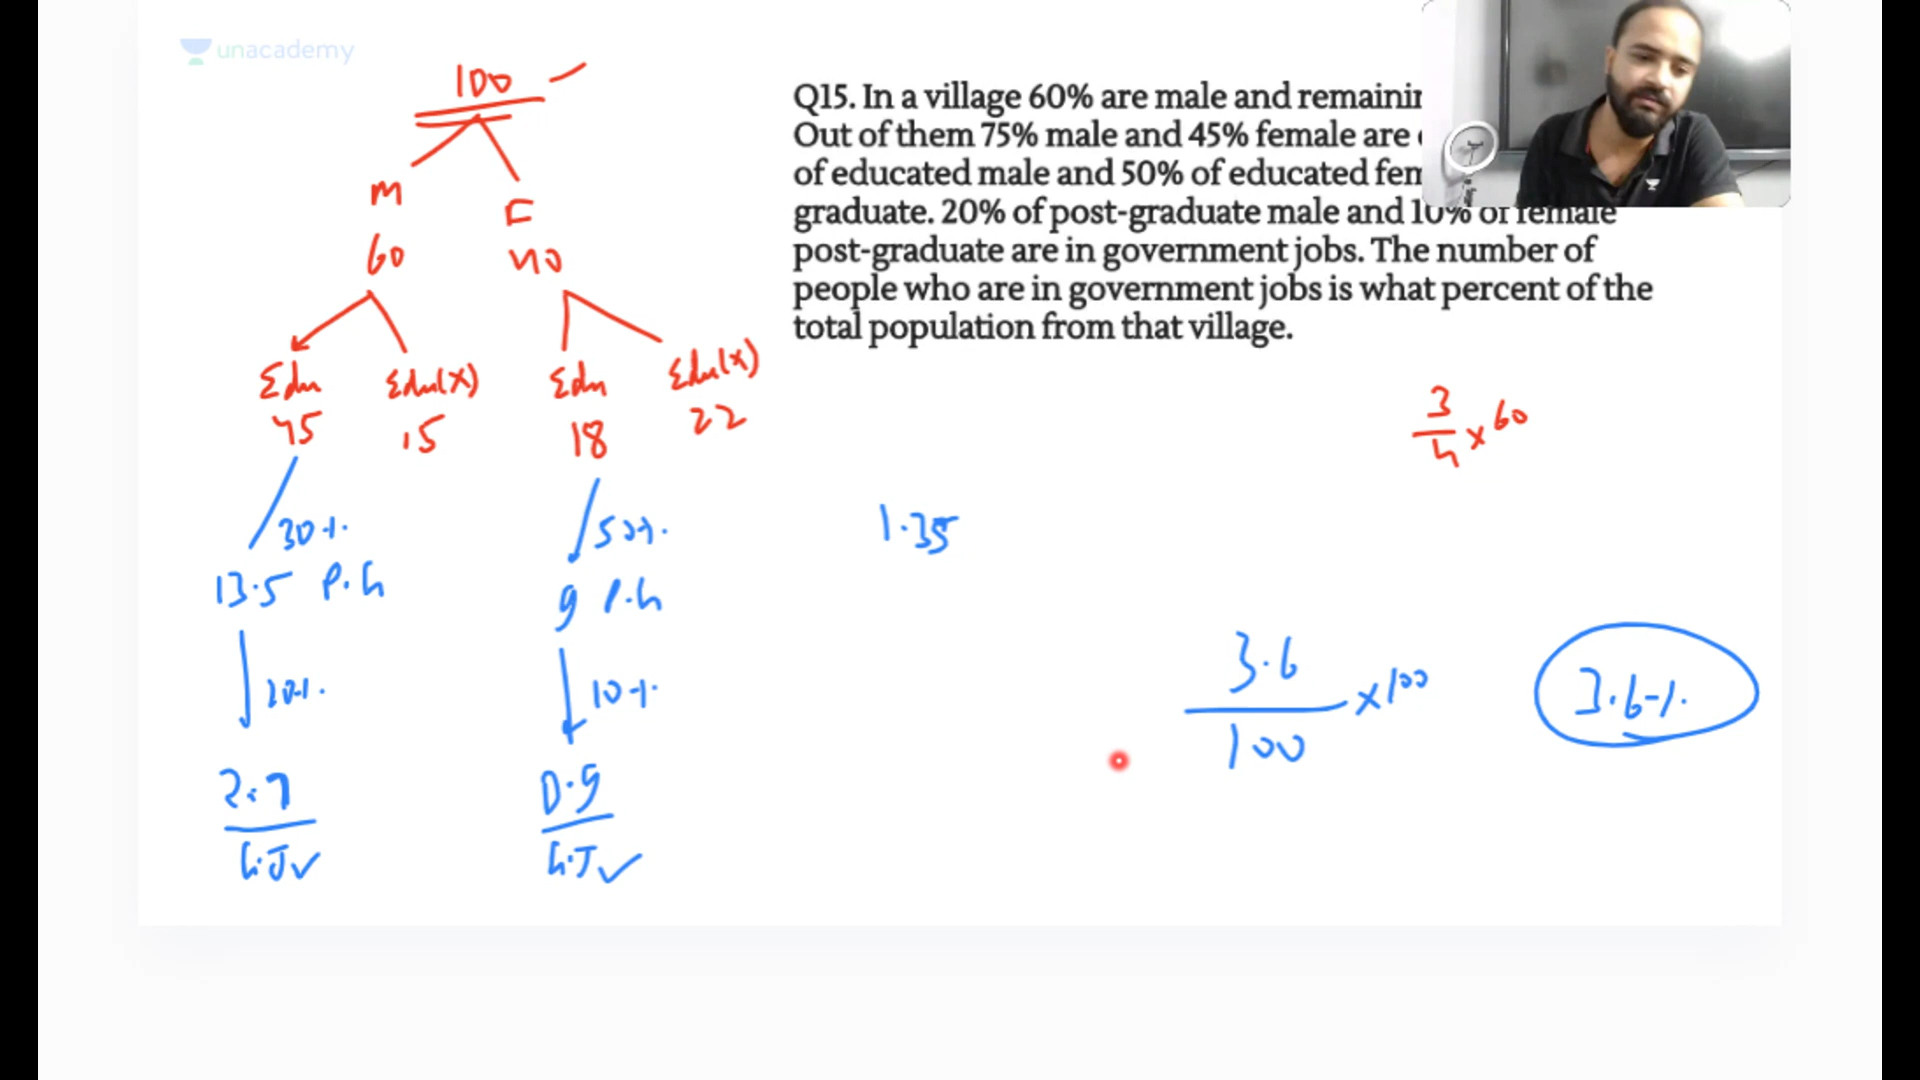 unacademy
100
M
F
60
40
Edu
Edu(x)
Edu
Edu(x)
45
15
18
22
30%.
50%.
13.5 P.G
9 P.G
20%.
10%.
2.7
0.9
G.J✓
G.J✓
Q15. In a village 60% are male and remainin
Out of them 75% male and 45% female are
of educated male and 50% of educated fem
graduate. 20% of post-graduate male and 10% of female
post-graduate are in government jobs. The number of
people who are in government jobs is what percent of the
total population from that village.
3
4 × 60
1.35
3.6
100 × 100
3.6%.